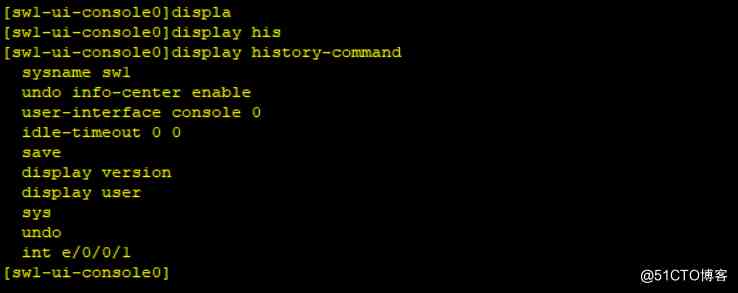 [sw1-ui-console0]displa
[sw1-ui-console0]display his
[sw1-ui-console0]display history-command
  sysname sw1
  undo info-center enable
  user-interface console 0
  idle-timeout 0 0
  save
  display version
  display user
  sys
  undo
  int e/0/0/1
[sw1-ui-console0]
@51CTO博客